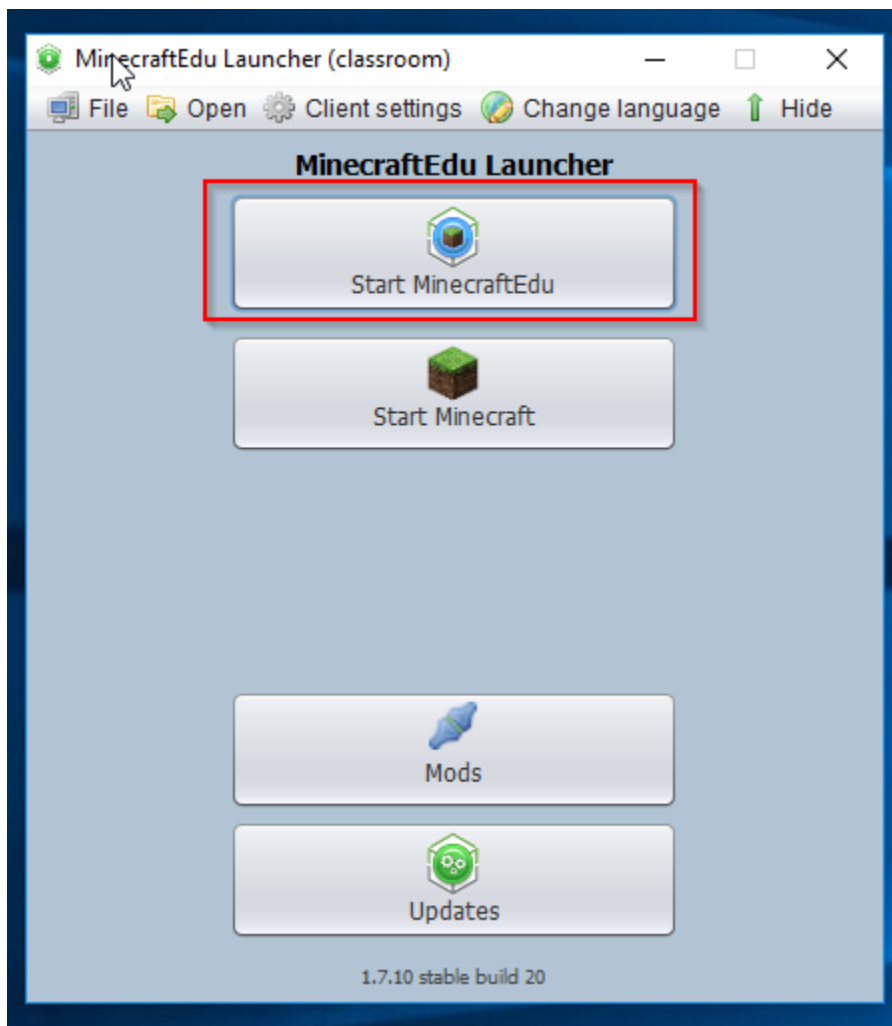 MinecraftEdu Launcher (classroom)
File Open Client settings Change language Hide
MinecraftEdu Launcher
Start MinecraftEdu
Start Minecraft
Mods
Updates
1.7.10 stable build 20